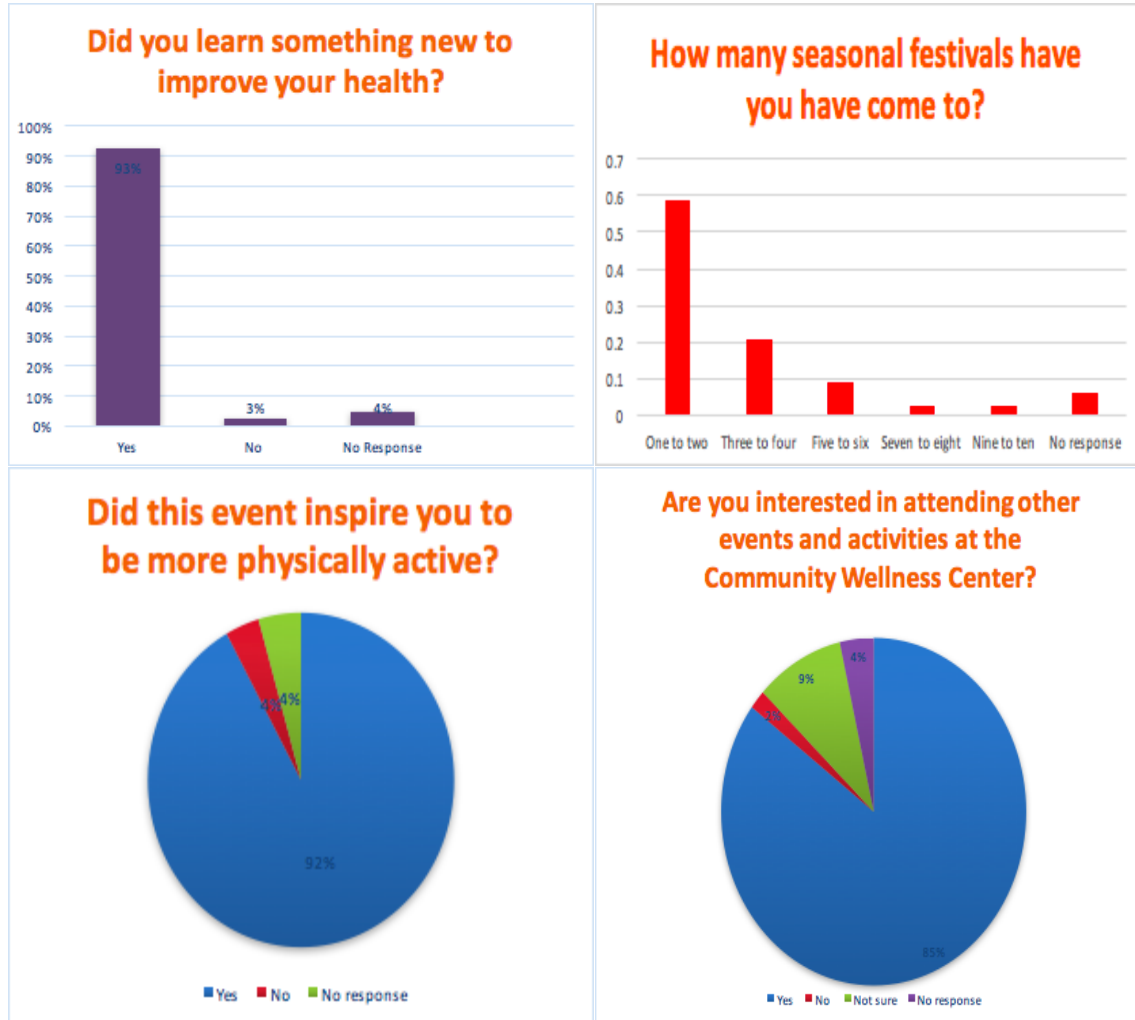 Did you learn something new to
improve your health?
100%
90%
80%
70%
60%
50%
40%
30%
20%
10%
0%
93%
3%
4%
Yes No No Response
How many seasonal festivals have
you have come to?
0.7
0.6
0.5
0.4
0.3
0.2
0.1
0
One to two Three to four Five to six Seven to eight Nine to ten No response
Did this event inspire you to
be more physically active?
4% 4%
92%
Yes No No response
Are you interested in attending other
events and activities at the
Community Wellness Center?
4%
9%
85%
Yes No Not sure No response